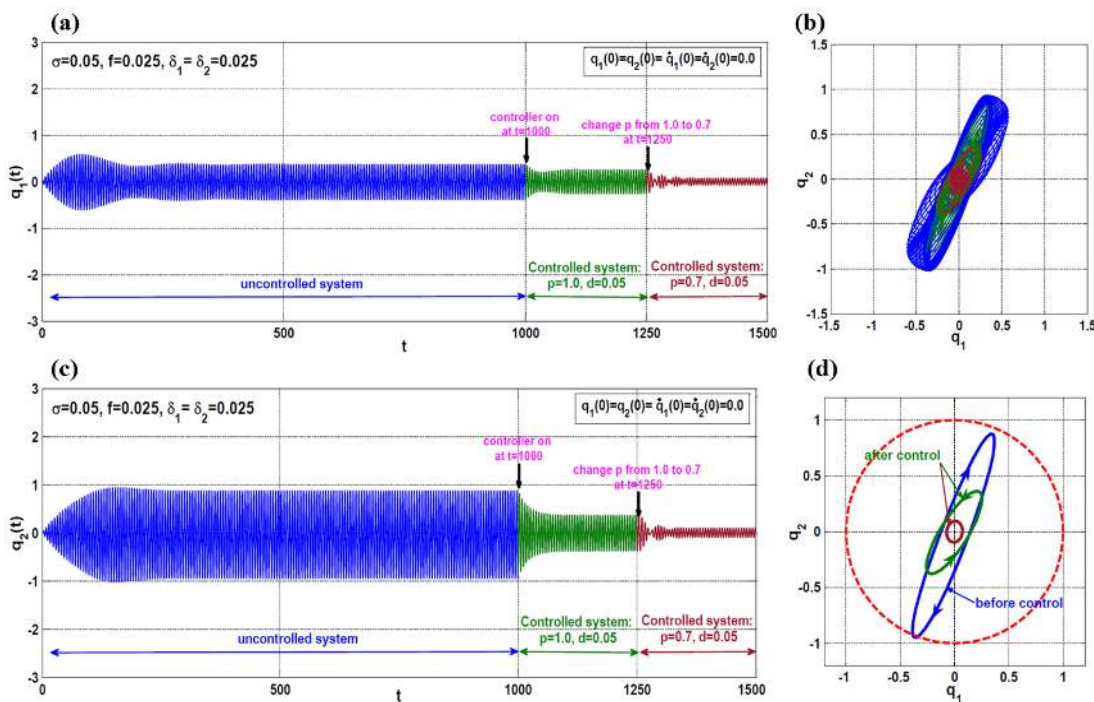 (a)
(b)
3
2
1
0
-1
-2
-3
q₁(t)
σ=0.05, f=0.025, δ₁= δ₂=0.025
q₁(0)=q₂(0)= q̇₁(0)=q̇₂(0)=0.0
controller on
at t=1000
change p from 1.0 to 0.7
at t=1250
uncontrolled system
Controlled system:
p=1.0, d=0.05
Controlled system:
p=0.7, d=0.05
0
500
1000
1250
1500
t
1.5
1
0.5
0
-0.5
-1
-1.5
q₂
-1.5
-1
-0.5
0
0.5
1
1.5
q₁
(c)
(d)
3
2
1
0
-1
-2
-3
q₂(t)
σ=0.05, f=0.025, δ₁= δ₂=0.025
q₁(0)=q₂(0)= q̇₁(0)=q̇₂(0)=0.0
controller on
at t=1000
change p from 1.0 to 0.7
at t=1250
uncontrolled system
Controlled system:
p=1.0, d=0.05
Controlled system:
p=0.7, d=0.05
0
500
1000
1250
1500
t
1
0.5
0
-0.5
-1
q₂
after control
before control
-1
-0.5
0
0.5
1
q₁